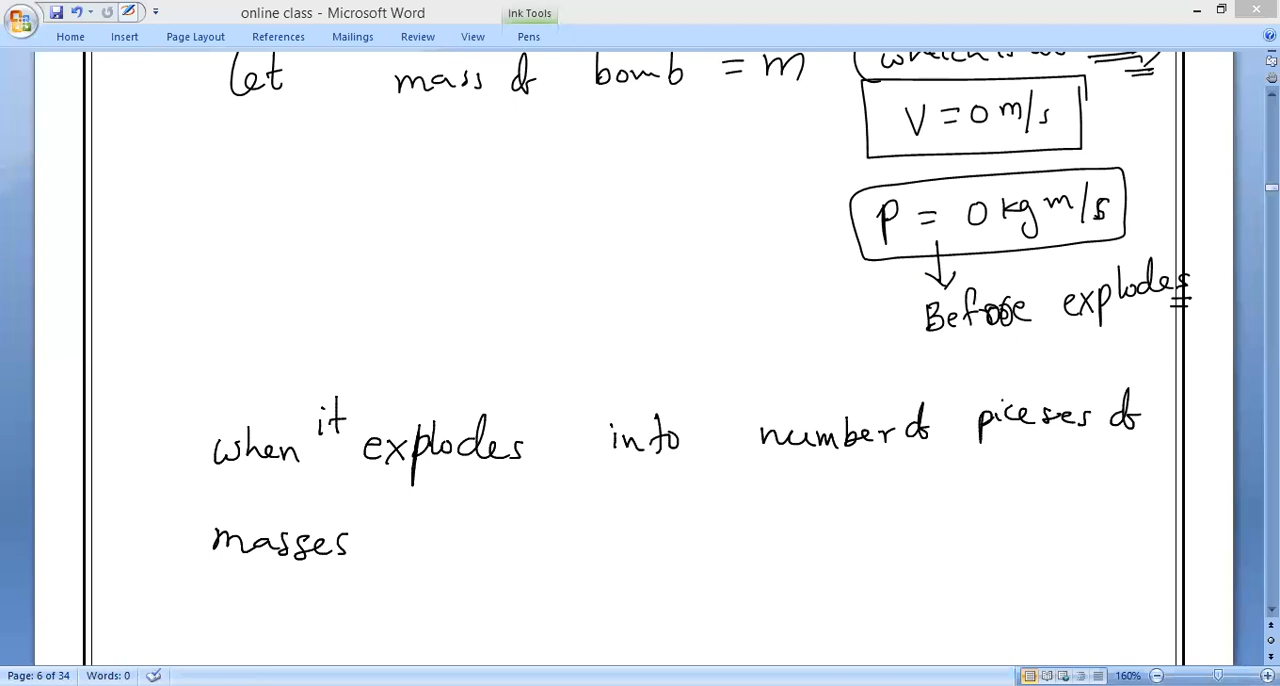 online class - Microsoft Word
Ink Tools
Home Insert Page Layout References Mailings Review View Pens
let mass of bomb = m (which is
V = 0 m/s
P = 0 kg m/s
Before explodes
when it explodes into number of piceses of
masses
Page: 6 of 34 Words: 0 160%